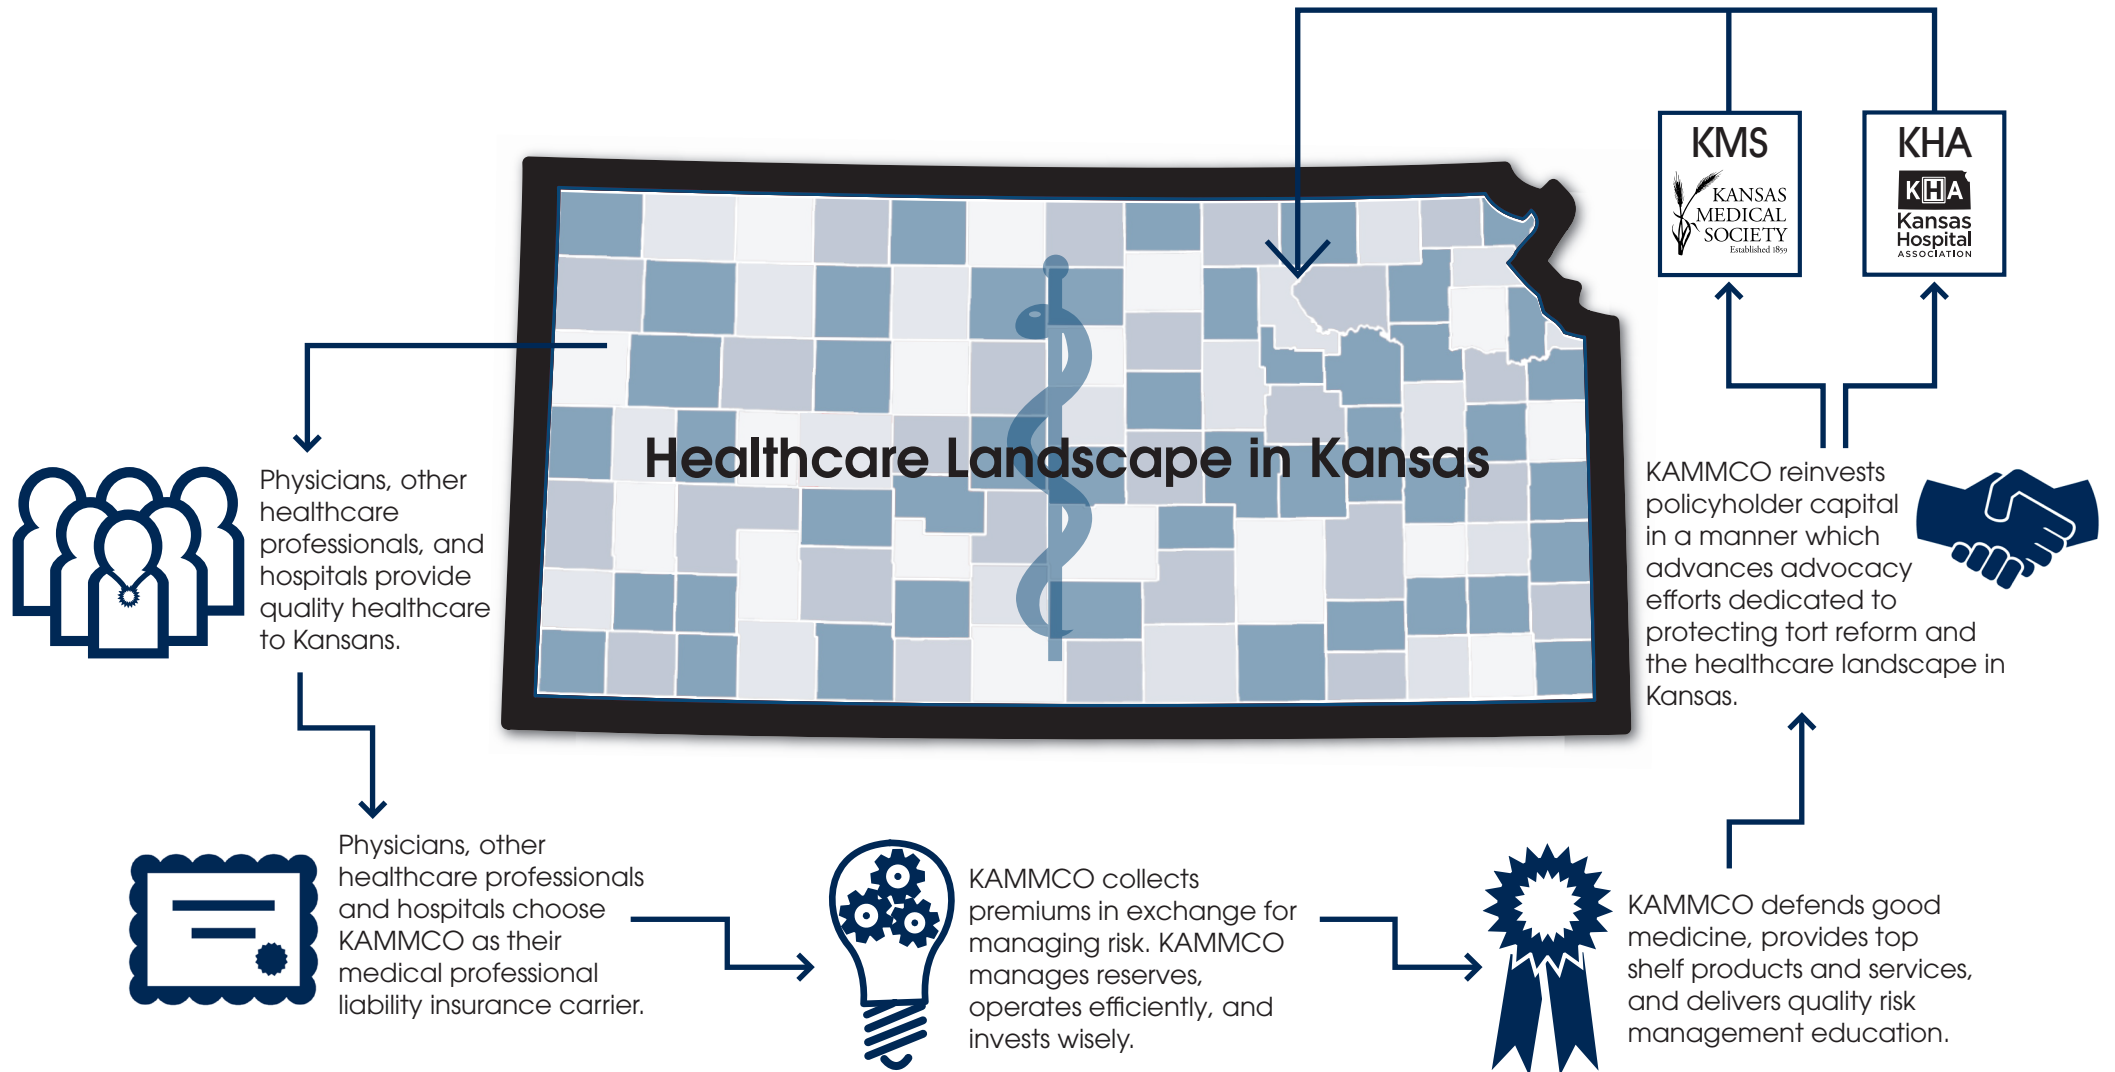 KMS
KANSAS
MEDICAL
SOCIETY
Established 1859
KHA
KHA
Kansas
Hospital
ASSOCIATION
Healthcare Landscape in Kansas
Physicians, other
healthcare
professionals, and
hospitals provide
quality healthcare
to Kansans.
KAMMCO reinvests
policyholder capital
in a manner which
advances advocacy
efforts dedicated to
protecting tort reform and
the healthcare landscape in
Kansas.
Physicians, other
healthcare professionals
and hospitals choose
KAMMCO as their
medical professional
liability insurance carrier.
KAMMCO collects
premiums in exchange for
managing risk. KAMMCO
manages reserves,
operates efficiently, and
invests wisely.
KAMMCO defends good
medicine, provides top
shelf products and services,
and delivers quality risk
management education.